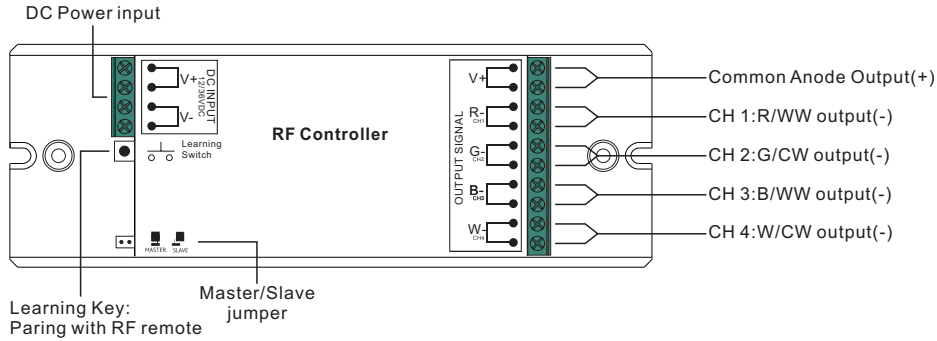 DC Power input
V+
V-
DC INPUT
12/36VDC
Learning
Switch
RF Controller
MASTER
SLAVE
OUTPUT SIGNAL
V+
R-
CH1
G-
CH2
B-
CH3
W-
CH4
Common Anode Output(+)
CH 1:R/WW output(-)
CH 2:G/CW output(-)
CH 3:B/WW output(-)
CH 4:W/CW output(-)
Learning Key:
Paring with RF remote
Master/Slave
jumper